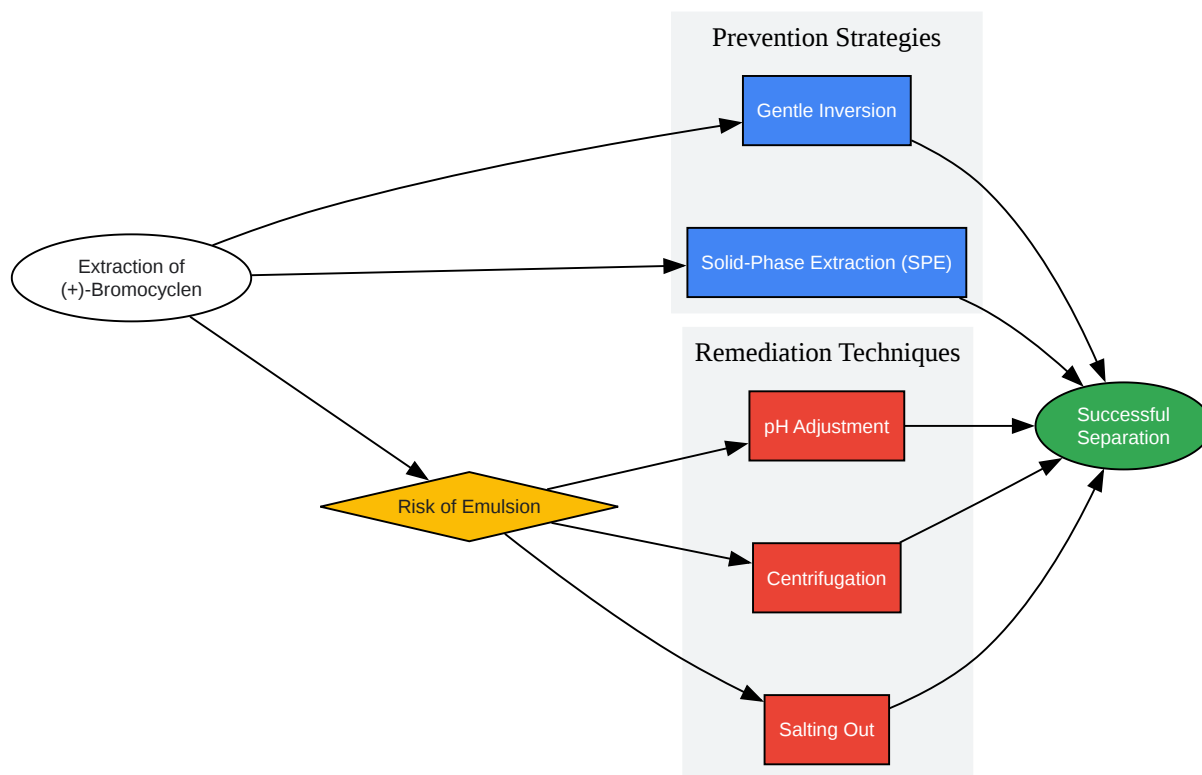 Prevention Strategies
Gentle Inversion
Extraction of
(+)-Bromocyclen
Solid-Phase Extraction (SPE)
Remediation Techniques
pH Adjustment
Successful
Separation
Risk of Emulsion
Centrifugation
Salting Out